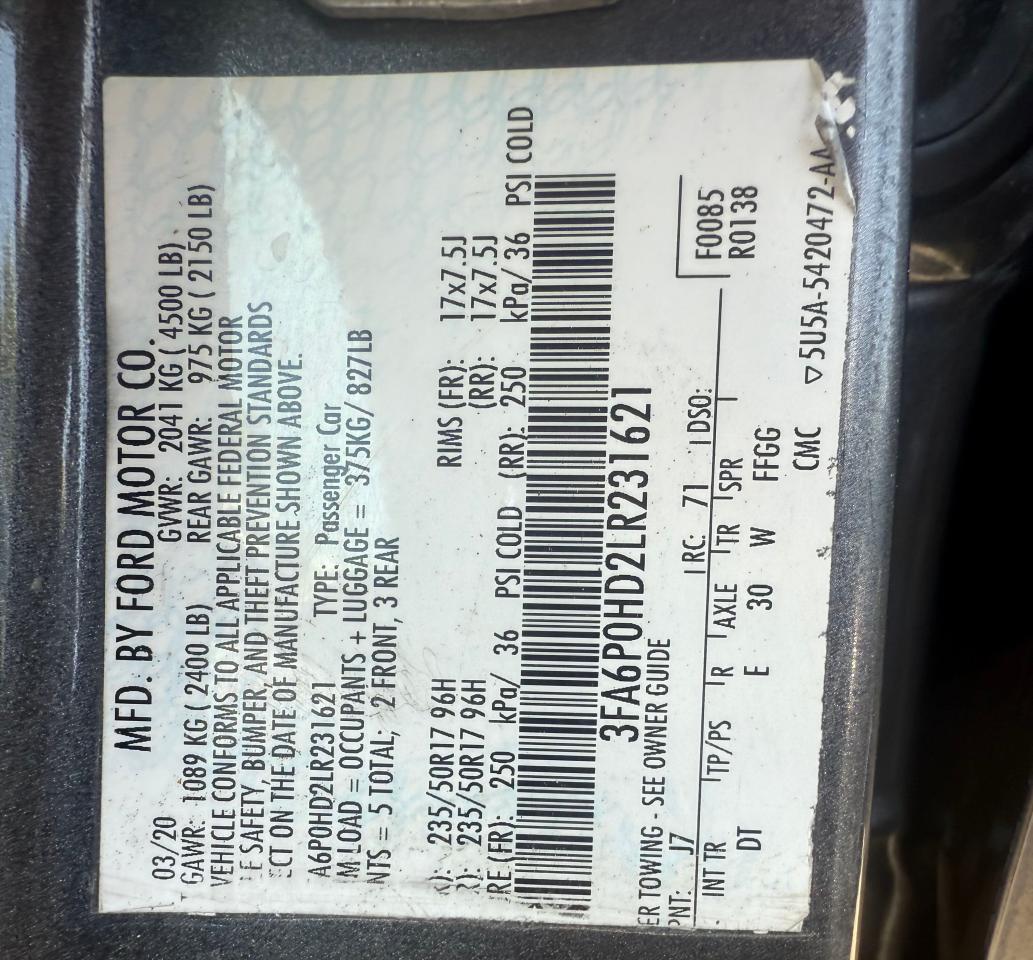 MFD. BY FORD MOTOR CO.
03/20 GVWR: 2041 KG ( 4500 LB)
GAWR: 1089 KG ( 2400 LB) REAR GAWR: 975 KG ( 2150 LB)
VEHICLE CONFORMS TO ALL APPLICABLE FEDERAL MOTOR
SAFETY, BUMPER, AND THEFT PREVENTION STANDARDS
ON THE DATE OF MANUFACTURE SHOWN ABOVE.
A6P0HD2LR231621 TYPE: Passenger Car
LOAD = OCCUPANTS + LUGGAGE = 375KG/ 827LB
= 5 TOTAL; 2 FRONT, 3 REAR
235/50R17 96H RIMS (FR): 17x7.5J
235/50R17 96H (RR): 17x7.5J
(FR): 250 kPa/ 36 PSI COLD (RR): 250 kPa/ 36 PSI COLD
3FA6P0HD2LR231621
TOWING - SEE OWNER GUIDE
J7 RC: 71 DSO:
INT TR TP/PS R AXLE TR SPR
DT E 30 W FFGG
F0085
R0138
CMC
▽5U5A-5420472-AA